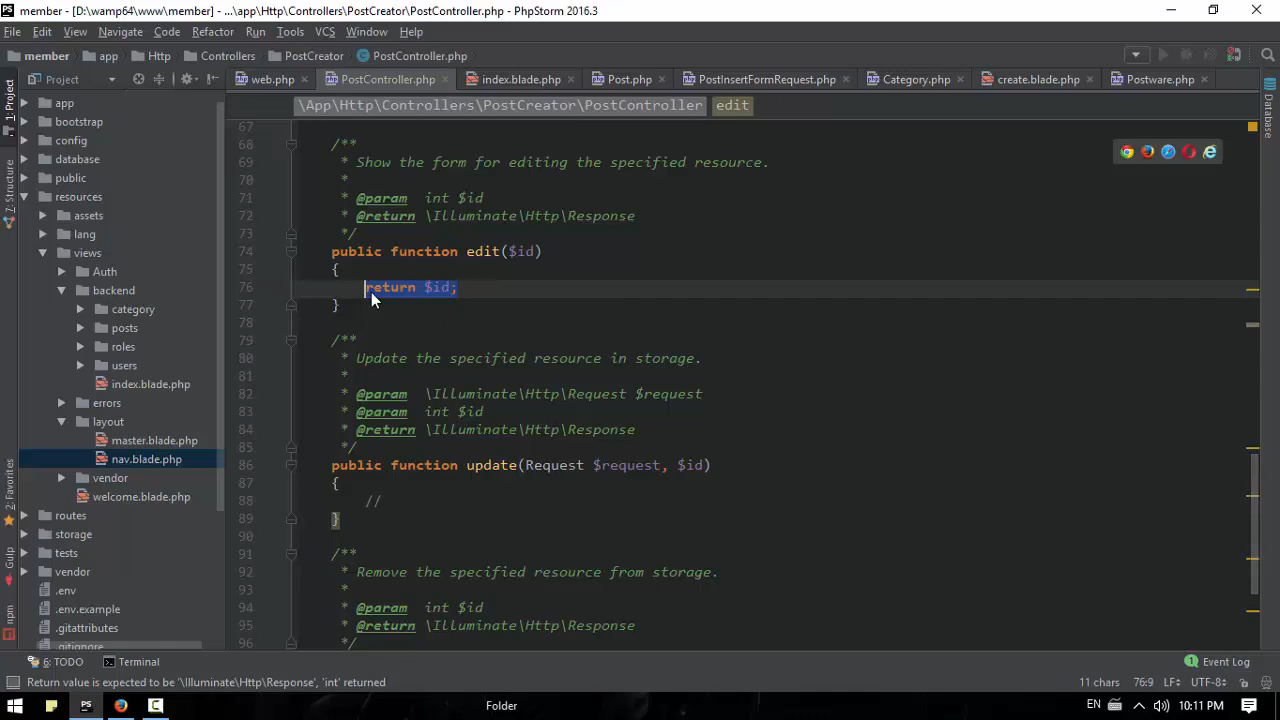 member - [D:\wamp64\www\member] - ...\app\Http\Controllers\PostCreator\PostController.php - PhpStorm 2016.3
File Edit View Navigate Code Refactor Run Tools VCS Window Help
member app Http Controllers PostCreator PostController.php
Project web.php PostController.php index.blade.php Post.php PostInsertFormRequest.php Category.php create.blade.php Postware.php
\App\Http\Controllers\PostCreator\PostController edit
1: Project
7: Structure
2: Favorites
Gulp
npm
Database
app
bootstrap
config
database
public
resources
assets
lang
views
Auth
backend
category
posts
roles
users
index.blade.php
errors
layout
master.blade.php
nav.blade.php
vendor
welcome.blade.php
routes
storage
tests
vendor
.env
.env.example
.gitattributes
.gitignore
67
68 /**
69 * Show the form for editing the specified resource.
70 *
71 * @param int $id
72 * @return \Illuminate\Http\Response
73 */
74 public function edit($id)
75 {
76 return $id;
77 }
78
79 /**
80 * Update the specified resource in storage.
81 *
82 * @param \Illuminate\Http\Request $request
83 * @param int $id
84 * @return \Illuminate\Http\Response
85 */
86 public function update(Request $request, $id)
87 {
88 //
89 }
90
91 /**
92 * Remove the specified resource from storage.
93 *
94 * @param int $id
95 * @return \Illuminate\Http\Response
96 */
6: TODO Terminal 1 Event Log
Return value is expected to be '\Illuminate\Http\Response', 'int' returned 11 chars 76:9 LF÷ UTF-8÷
Folder EN 10:11 PM